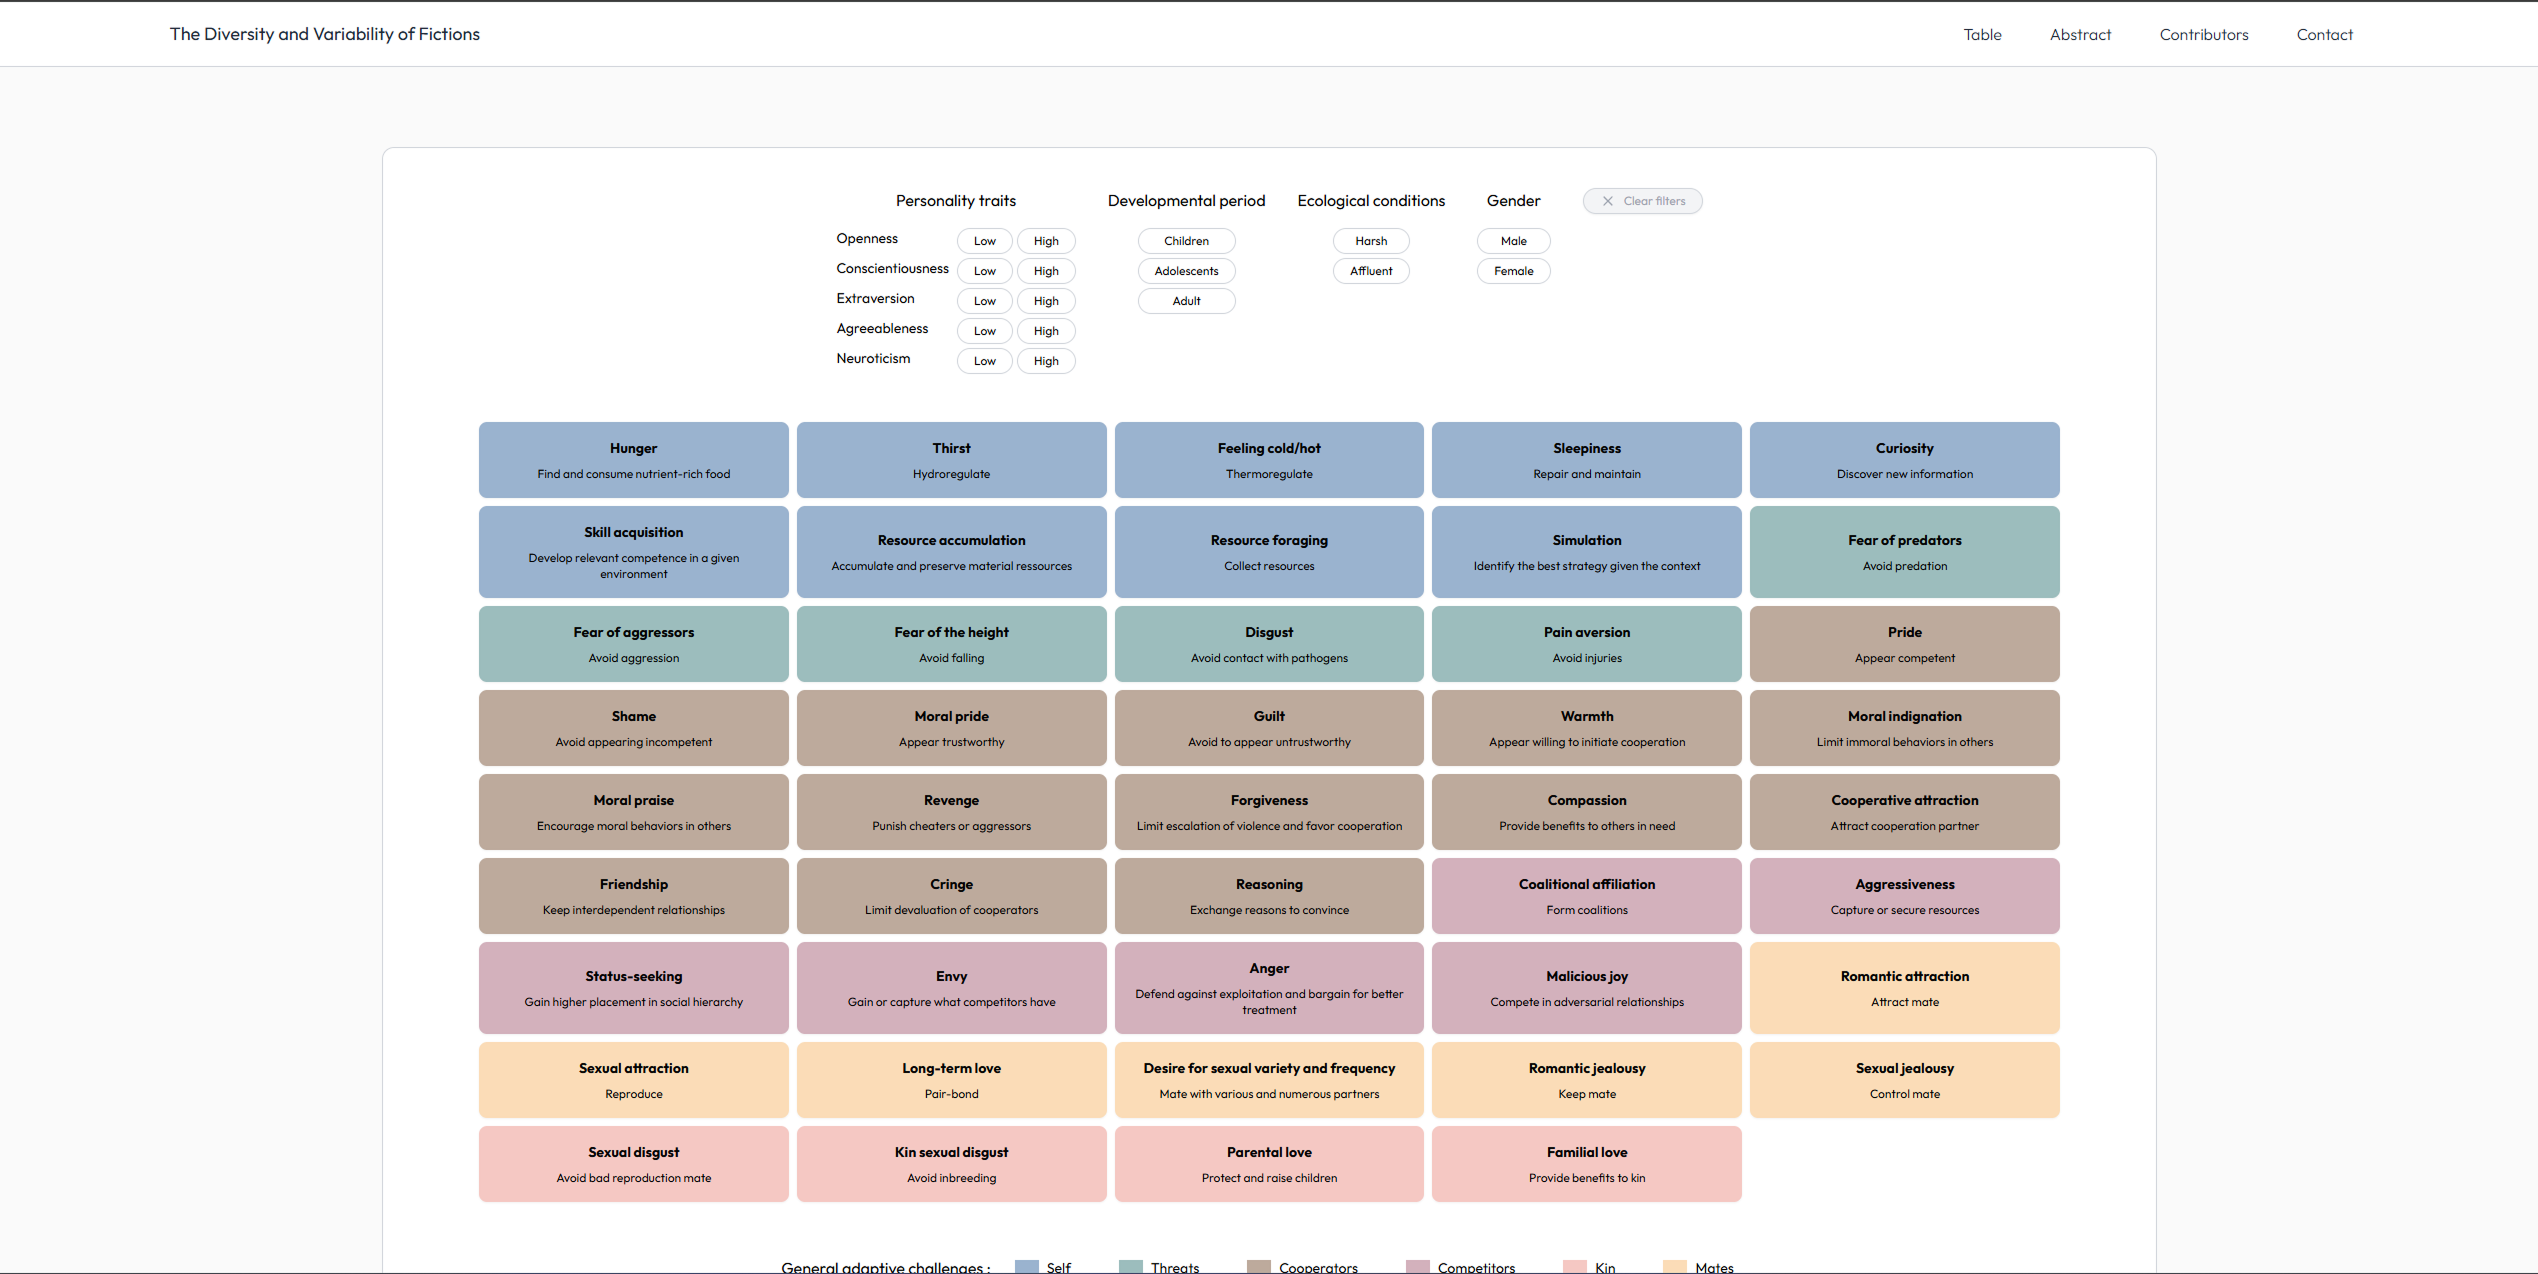 The Diversity and Variability of Fictions
Table Abstract Contributors Contact
Personality traits Developmental period Ecological conditions Gender Clear filters
Openness Low High Children Harsh Male
Conscientiousness Low High Adolescents Affluent Female
Extraversion Low High Adult
Agreeableness Low High
Neuroticism Low High
Hunger
Find and consume nutrient-rich food
Thirst
Hydroregulate
Feeling cold/hot
Thermoregulate
Sleepiness
Repair and maintain
Curiosity
Discover new information
Skill acquisition
Develop relevant competence in a given
environment
Resource accumulation
Accumulate and preserve material ressources
Resource foraging
Collect resources
Simulation
Identify the best strategy given the context
Fear of predators
Avoid predation
Fear of aggressors
Avoid aggression
Fear of the height
Avoid falling
Disgust
Avoid contact with pathogens
Pain aversion
Avoid injuries
Pride
Appear competent
Shame
Avoid appearing incompetent
Moral pride
Appear trustworthy
Guilt
Avoid to appear untrustworthy
Warmth
Appear willing to initiate cooperation
Moral indignation
Limit immoral behaviors in others
Moral praise
Encourage moral behaviors in others
Revenge
Punish cheaters or aggressors
Forgiveness
Limit escalation of violence and favor cooperation
Compassion
Provide benefits to others in need
Cooperative attraction
Attract cooperation partner
Friendship
Keep interdependent relationships
Cringe
Limit devaluation of cooperators
Reasoning
Exchange reasons to convince
Coalitional affiliation
Form coalitions
Aggressiveness
Capture or secure resources
Status-seeking
Gain higher placement in social hierarchy
Envy
Gain or capture what competitors have
Anger
Defend against exploitation and bargain for better
treatment
Malicious joy
Compete in adversarial relationships
Romantic attraction
Attract mate
Sexual attraction
Reproduce
Long-term love
Pair-bond
Desire for sexual variety and frequency
Mate with various and numerous partners
Romantic jealousy
Keep mate
Sexual jealousy
Control mate
Sexual disgust
Avoid bad reproduction mate
Kin sexual disgust
Avoid inbreeding
Parental love
Protect and raise children
Familial love
Provide benefits to kin
General adaptive challenges : Self Threats Cooperators Competitors Kin Mates